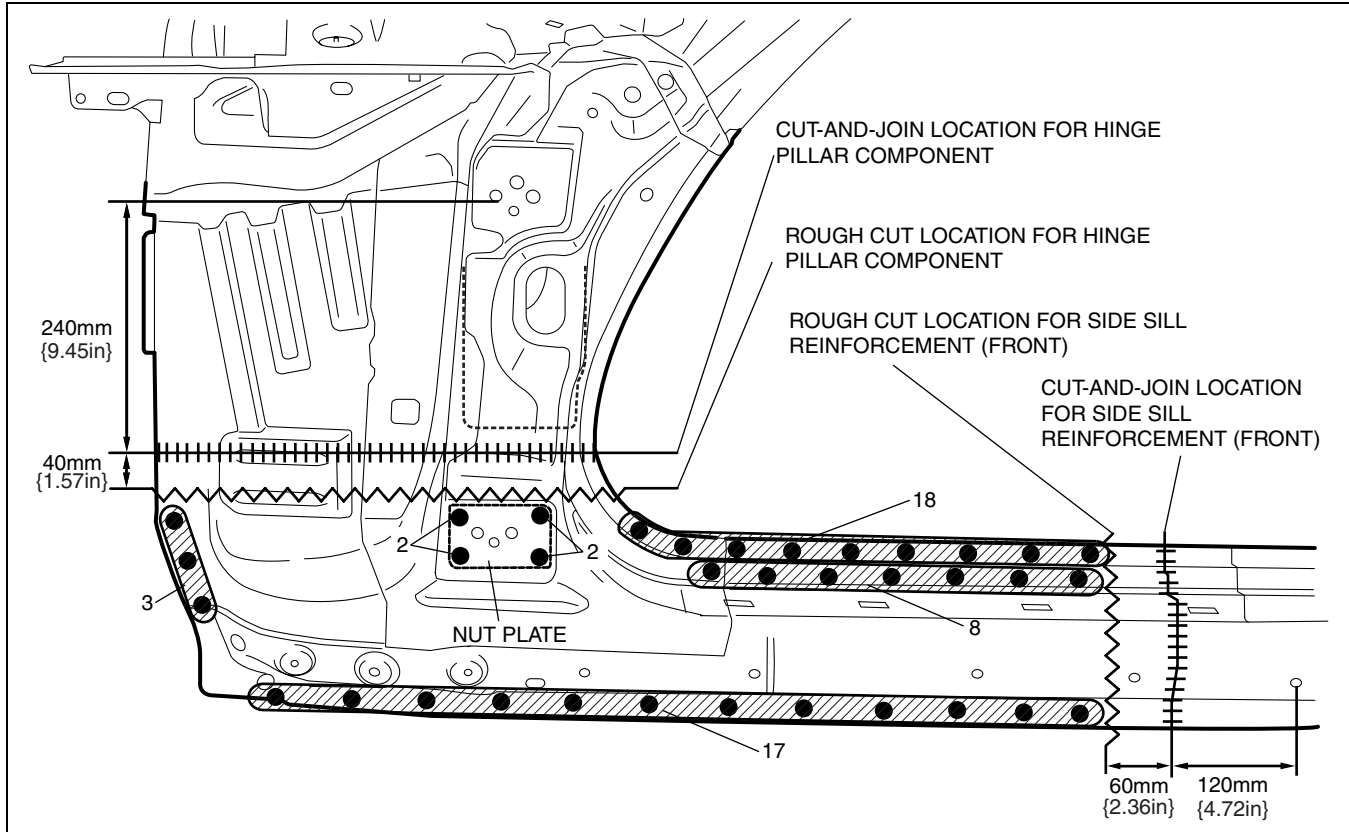 CUT-AND-JOIN LOCATION FOR HINGE
PILLAR COMPONENT
ROUGH CUT LOCATION FOR HINGE
PILLAR COMPONENT
ROUGH CUT LOCATION FOR SIDE SILL
REINFORCEMENT (FRONT)
CUT-AND-JOIN LOCATION
FOR SIDE SILL
REINFORCEMENT (FRONT)
240mm
{9.45in}
40mm
{1.57in}
18
2
2
3
8
NUT PLATE
17
60mm
{2.36in}
120mm
{4.72in}